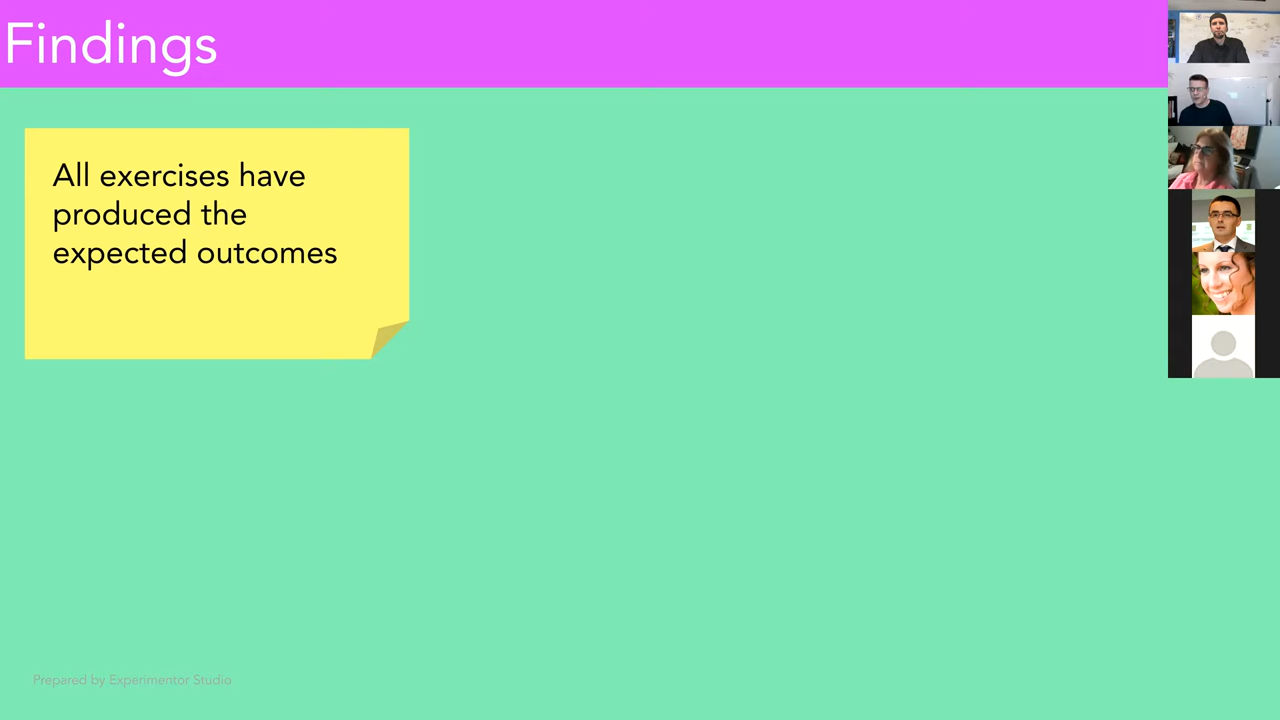 Findings
All exercises have
produced the
expected outcomes
Prepared by Experimentor Studio